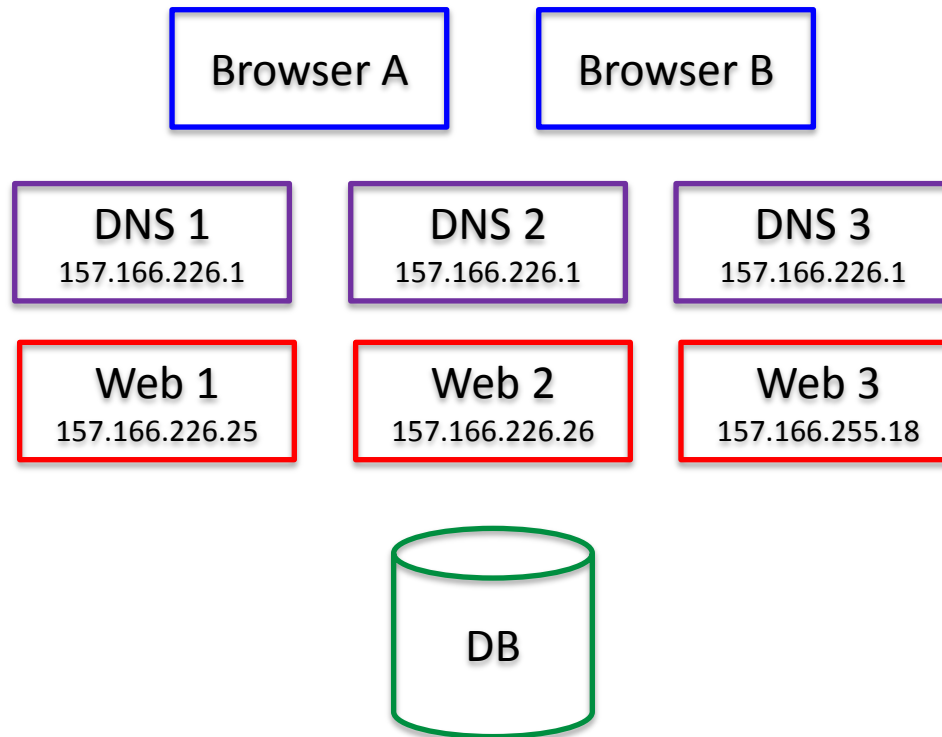 Browser A
Browser B
DNS 1
157.166.226.1
DNS 2
157.166.226.1
DNS 3
157.166.226.1
Web 1
157.166.226.25
Web 2
157.166.226.26
Web 3
157.166.255.18
DB